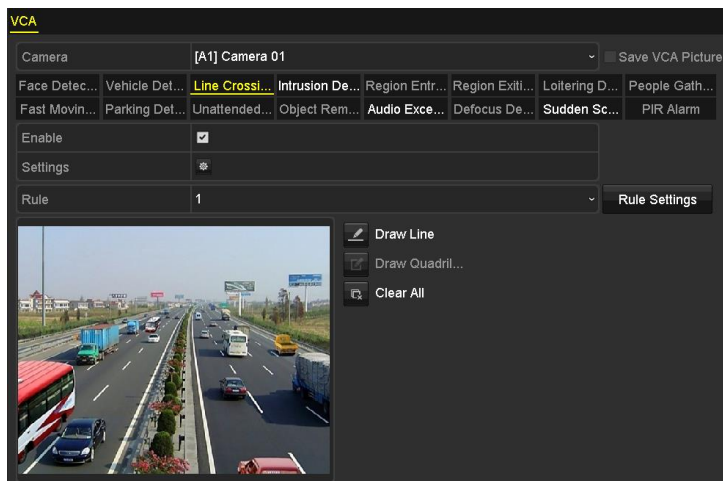 VCA
Camera [A1] Camera 01 Save VCA Picture
Face Detec... Vehicle Det... Line Crossi... Intrusion De... Region Entr... Region Exiti... Loitering D... People Gath...
Fast Movin... Parking Det... Unattended... Object Rem... Audio Exce... Defocus De... Sudden Sc... PIR Alarm
Enable
Settings
Rule 1 Rule Settings
Draw Line
Draw Quadril...
Clear All